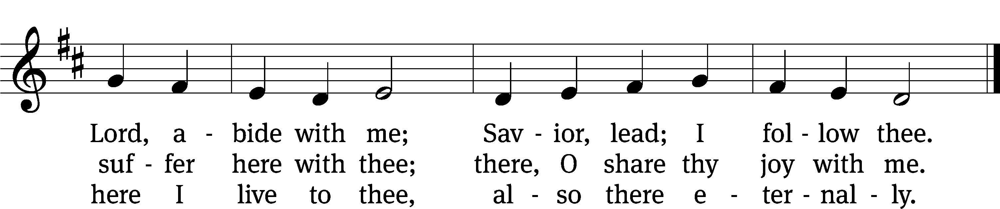 Lord, a - bide with me; Sav - ior, lead; I fol - low thee.
suf - fer here with thee; there, O share thy joy with me.
here I live to thee, al - so there e - ter - nal - ly.